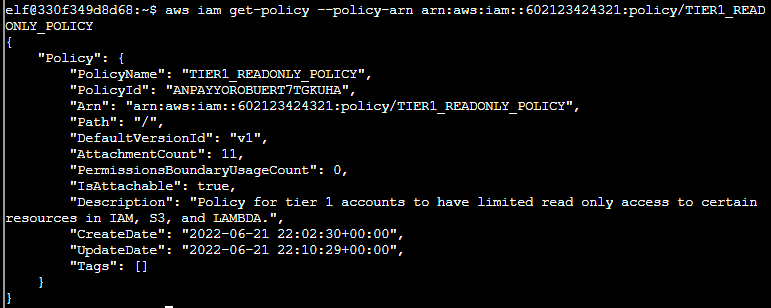 elf@330f349d8d68:~$ aws iam get-policy --policy-arn arn:aws:iam::602123424321:policy/TIER1_READ
ONLY_POLICY
{
    "Policy": {
        "PolicyName": "TIER1_READONLY_POLICY",
        "PolicyId": "ANPAYYOROBUERT7TGKUHA",
        "Arn": "arn:aws:iam::602123424321:policy/TIER1_READONLY_POLICY",
        "Path": "/",
        "DefaultVersionId": "v1",
        "AttachmentCount": 11,
        "PermissionsBoundaryUsageCount": 0,
        "IsAttachable": true,
        "Description": "Policy for tier 1 accounts to have limited read only access to certain
resources in IAM, S3, and LAMBDA.",
        "CreateDate": "2022-06-21 22:02:30+00:00",
        "UpdateDate": "2022-06-21 22:10:29+00:00",
        "Tags": []
    }
}